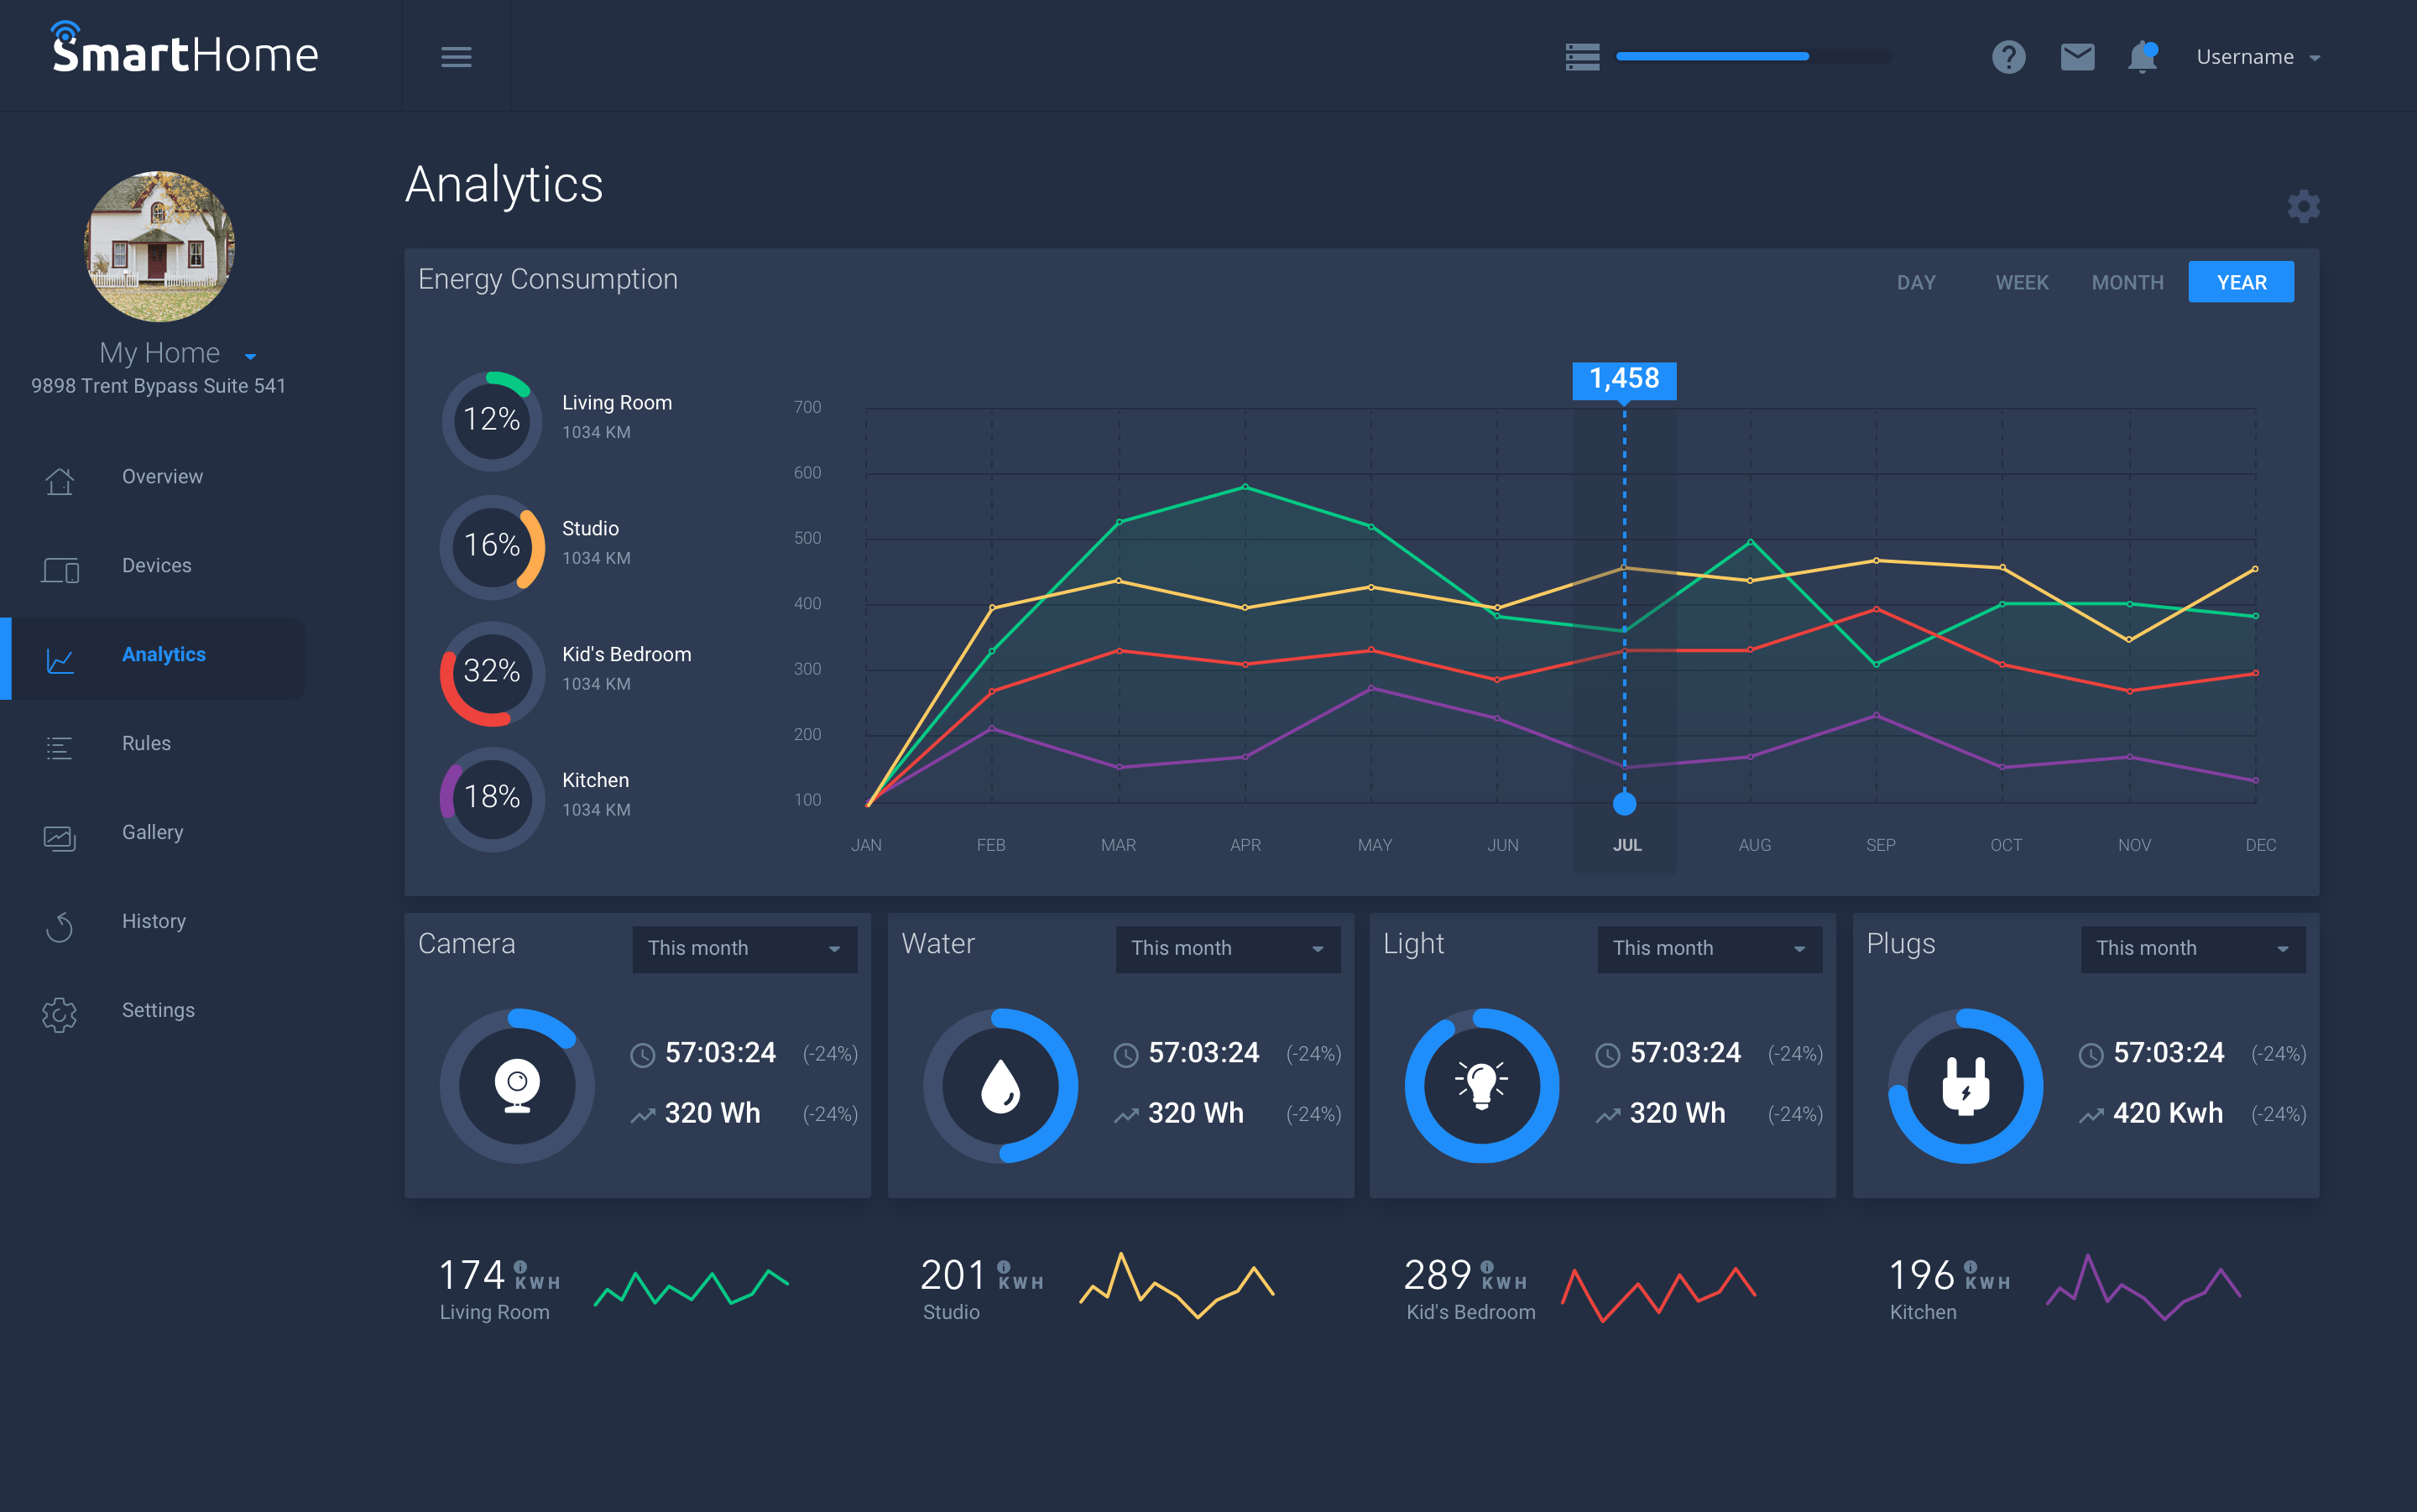 SmartHome
Username
My Home
9898 Trent Bypass Suite 541
Overview
Devices
Analytics
Rules
Gallery
History
Settings
Analytics
Energy Consumption
DAY WEEK MONTH YEAR
12%
Living Room
1034 KM
16%
Studio
1034 KM
32%
Kid's Bedroom
1034 KM
18%
Kitchen
1034 KM
1,458
700
600
500
400
300
200
100
JAN FEB MAR APR MAY JUN JUL AUG SEP OCT NOV DEC
Camera
This month
57:03:24 (-24%)
320 Wh (-24%)
Water
This month
57:03:24 (-24%)
320 Wh (-24%)
Light
This month
57:03:24 (-24%)
320 Wh (-24%)
Plugs
This month
57:03:24 (-24%)
420 Kwh (-24%)
174 KWH
Living Room
201 KWH
Studio
289 KWH
Kid's Bedroom
196 KWH
Kitchen